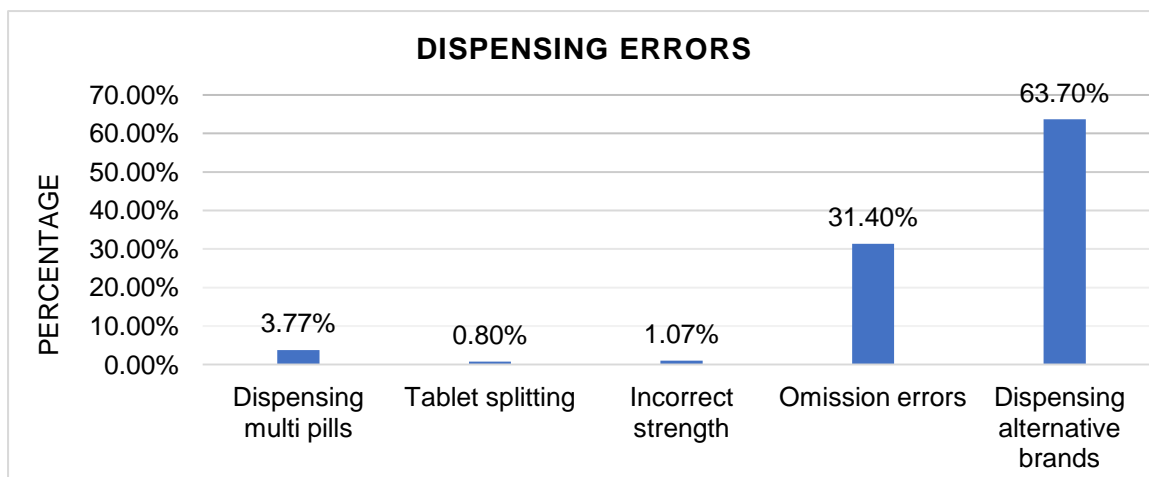 DISPENSING ERRORS
PERCENTAGE
70.00%
60.00%
50.00%
40.00%
30.00%
20.00%
10.00%
0.00%
3.77%
0.80%
1.07%
31.40%
63.70%
Dispensing
multi pills
Tablet splitting
Incorrect
strength
Omission errors
Dispensing
alternative
brands